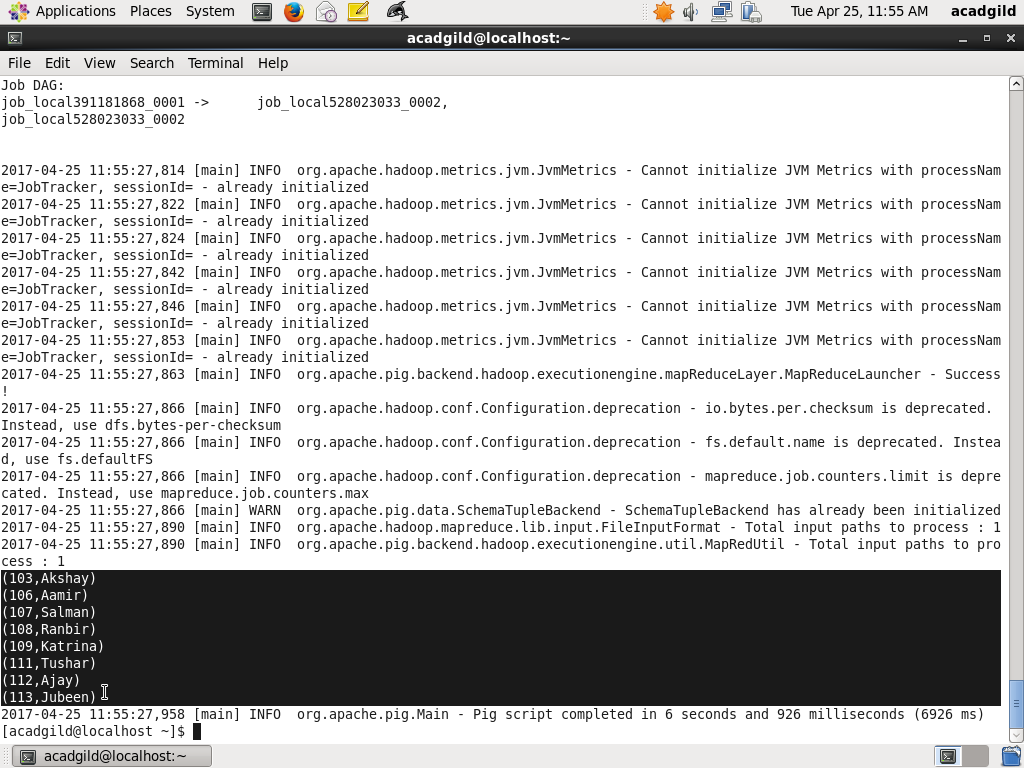 Applications Places System Tue Apr 25, 11:55 AM acadgild
acadgild@localhost:~
File Edit View Search Terminal Help
Job DAG:
job_local391181868_0001 -> job_local528023033_0002,
job_local528023033_0002
2017-04-25 11:55:27,814 [main] INFO org.apache.hadoop.metrics.jvm.JvmMetrics - Cannot initialize JVM Metrics with processNam
e=JobTracker, sessionId= - already initialized
2017-04-25 11:55:27,822 [main] INFO org.apache.hadoop.metrics.jvm.JvmMetrics - Cannot initialize JVM Metrics with processNam
e=JobTracker, sessionId= - already initialized
2017-04-25 11:55:27,824 [main] INFO org.apache.hadoop.metrics.jvm.JvmMetrics - Cannot initialize JVM Metrics with processNam
e=JobTracker, sessionId= - already initialized
2017-04-25 11:55:27,842 [main] INFO org.apache.hadoop.metrics.jvm.JvmMetrics - Cannot initialize JVM Metrics with processNam
e=JobTracker, sessionId= - already initialized
2017-04-25 11:55:27,846 [main] INFO org.apache.hadoop.metrics.jvm.JvmMetrics - Cannot initialize JVM Metrics with processNam
e=JobTracker, sessionId= - already initialized
2017-04-25 11:55:27,853 [main] INFO org.apache.hadoop.metrics.jvm.JvmMetrics - Cannot initialize JVM Metrics with processNam
e=JobTracker, sessionId= - already initialized
2017-04-25 11:55:27,863 [main] INFO org.apache.pig.backend.hadoop.executionengine.mapReduceLayer.MapReduceLauncher - Success
!
2017-04-25 11:55:27,866 [main] INFO org.apache.hadoop.conf.Configuration.deprecation - io.bytes.per.checksum is deprecated.
Instead, use dfs.bytes-per-checksum
2017-04-25 11:55:27,866 [main] INFO org.apache.hadoop.conf.Configuration.deprecation - fs.default.name is deprecated. Instea
d, use fs.defaultFS
2017-04-25 11:55:27,866 [main] INFO org.apache.hadoop.conf.Configuration.deprecation - mapreduce.job.counters.limit is depre
cated. Instead, use mapreduce.job.counters.max
2017-04-25 11:55:27,866 [main] WARN org.apache.pig.data.SchemaTupleBackend - SchemaTupleBackend has already been initialized
2017-04-25 11:55:27,890 [main] INFO org.apache.hadoop.mapreduce.lib.input.FileInputFormat - Total input paths to process : 1
2017-04-25 11:55:27,890 [main] INFO org.apache.pig.backend.hadoop.executionengine.util.MapRedUtil - Total input paths to pro
cess : 1
(103,Akshay)
(106,Aamir)
(107,Salman)
(108,Ranbir)
(109,Katrina)
(111,Tushar)
(112,Ajay)
(113,Jubeen)
2017-04-25 11:55:27,958 [main] INFO org.apache.pig.Main - Pig script completed in 6 seconds and 926 milliseconds (6926 ms)
[acadgild@localhost ~]$
acadgild@localhost:~